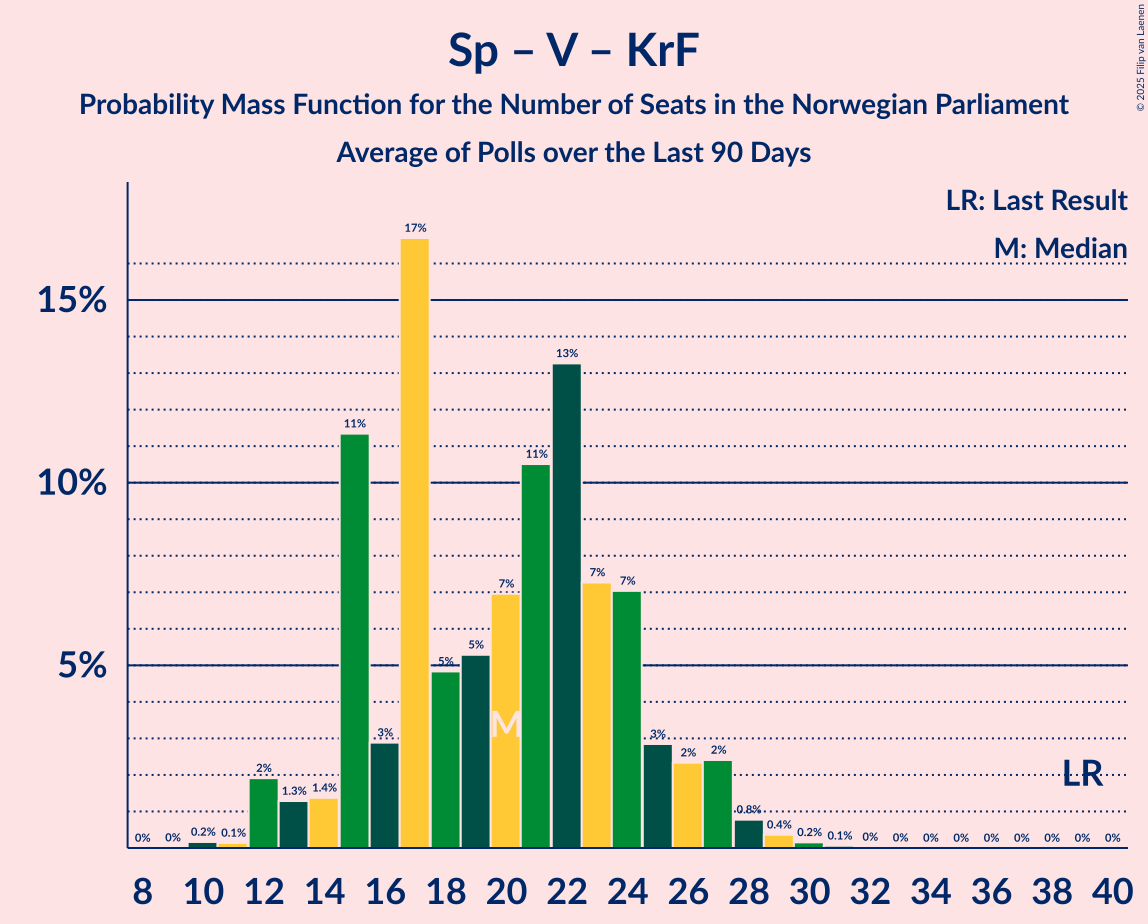 Sp – V – KrF
Probability Mass Function for the Number of Seats in the Norwegian Parliament
Average of Polls over the Last 90 Days
© 2025 Filip van Laenen
LR: Last Result
M: Median
15%
10%
5%
0% 0% 0.2% 0.1% 2% 1.3% 1.4% 11% 3% 17% 5% 5% 7% 11% 13% 7% 7% 3% 2% 2% 0.8% 0.4% 0.2% 0.1% 0% 0% 0% 0% 0% 0% 0% 0% 0%
M
LR
8 10 12 14 16 18 20 22 24 26 28 30 32 34 36 38 40